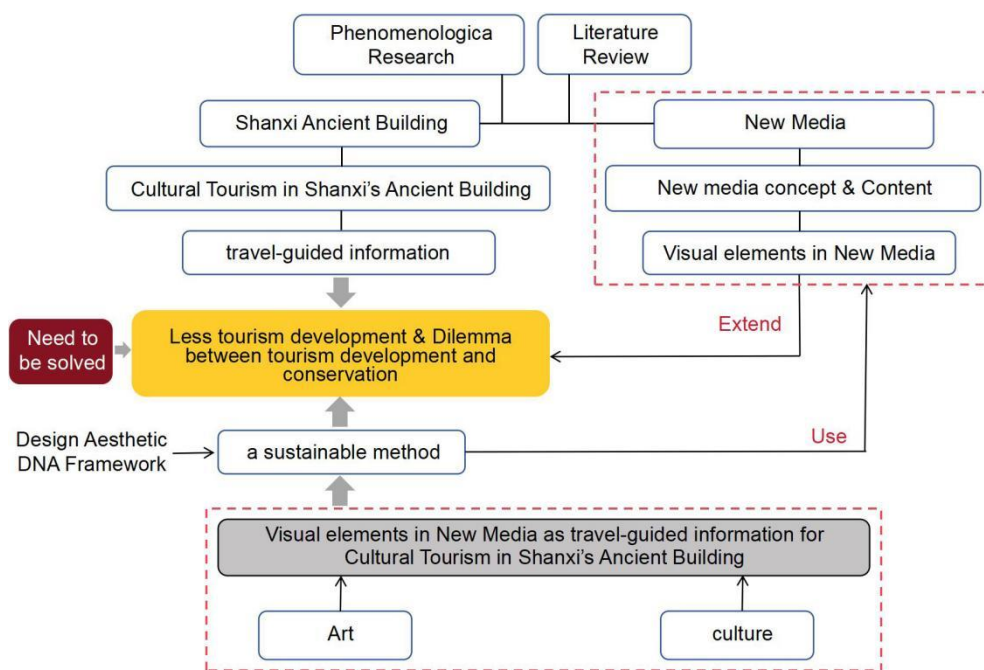 Phenomenologica
Research
Literature
Review
Shanxi Ancient Building
New Media
Cultural Tourism in Shanxi's Ancient Building
New media concept & Content
travel-guided information
Visual elements in New Media
Need to
be solved
Less tourism development & Dilemma
between tourism development and
conservation
Extend
Design Aesthetic
DNA Framework
a sustainable method
Use
Visual elements in New Media as travel-guided information for
Cultural Tourism in Shanxi's Ancient Building
Art
culture